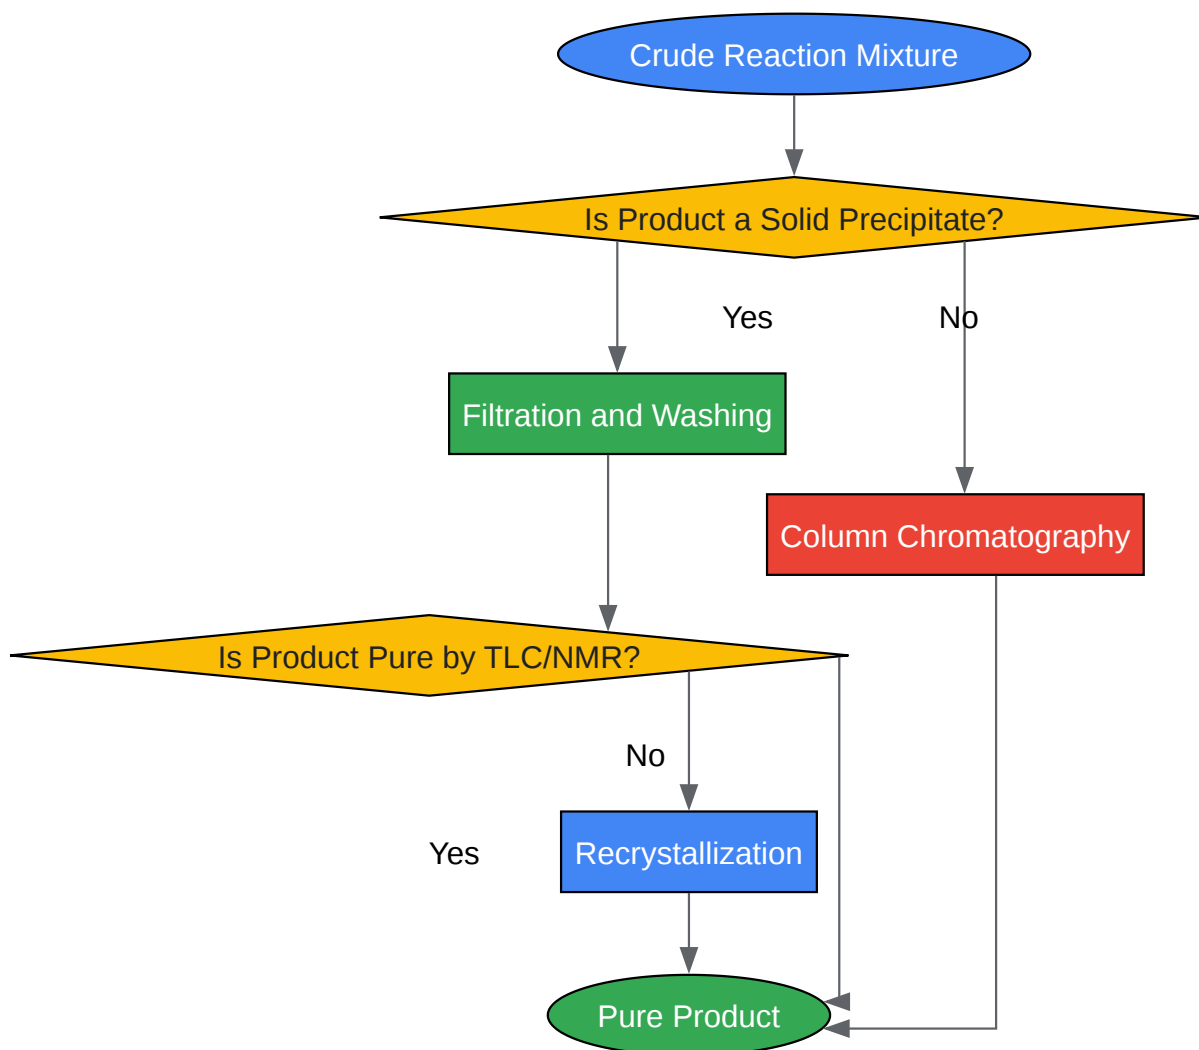 Crude Reaction Mixture
Is Product a Solid Precipitate?
Yes
No
Filtration and Washing
Column Chromatography
Is Product Pure by TLC/NMR?
No
Yes
Recrystallization
Pure Product